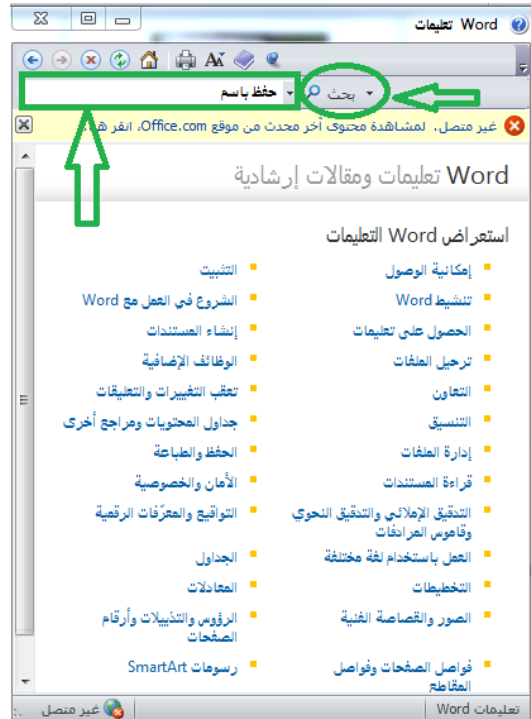 تعليمات Word
بحث
حفظ باسم
غير متصل. لمشاهدة محتوى آخر محدث من موقع Office.com، انقر
Word تعليمات ومقالات إرشادية
استعراض Word التعليمات
إمكانية الوصول
التثبيت
تنشيط Word
الشروع في العمل مع Word
الحصول على تعليمات
إنشاء المستندات
ترحيل الملفات
الوظائف الإضافية
التعاون
تعقب التغييرات والتعليقات
التنسيق
جداول المحتويات ومراجع أخرى
إدارة الملفات
الحفظ والطباعة
قراءة المستندات
الأمان والخصوصية
التدقيق الإملائي والتدقيق النحوي
وقاموس المرادفات
التواقيع والمعرّفات الرقمية
العمل باستخدام لغة مختلفة
الجداول
التخطيطات
المعادلات
الصور والقصاصة الفنية
الرؤوس والتذييلات وأرقام
الصفحات
فواصل الصفحات وفواصل
المقاطع
رسومات SmartArt
تعليمات Word
غير متصل